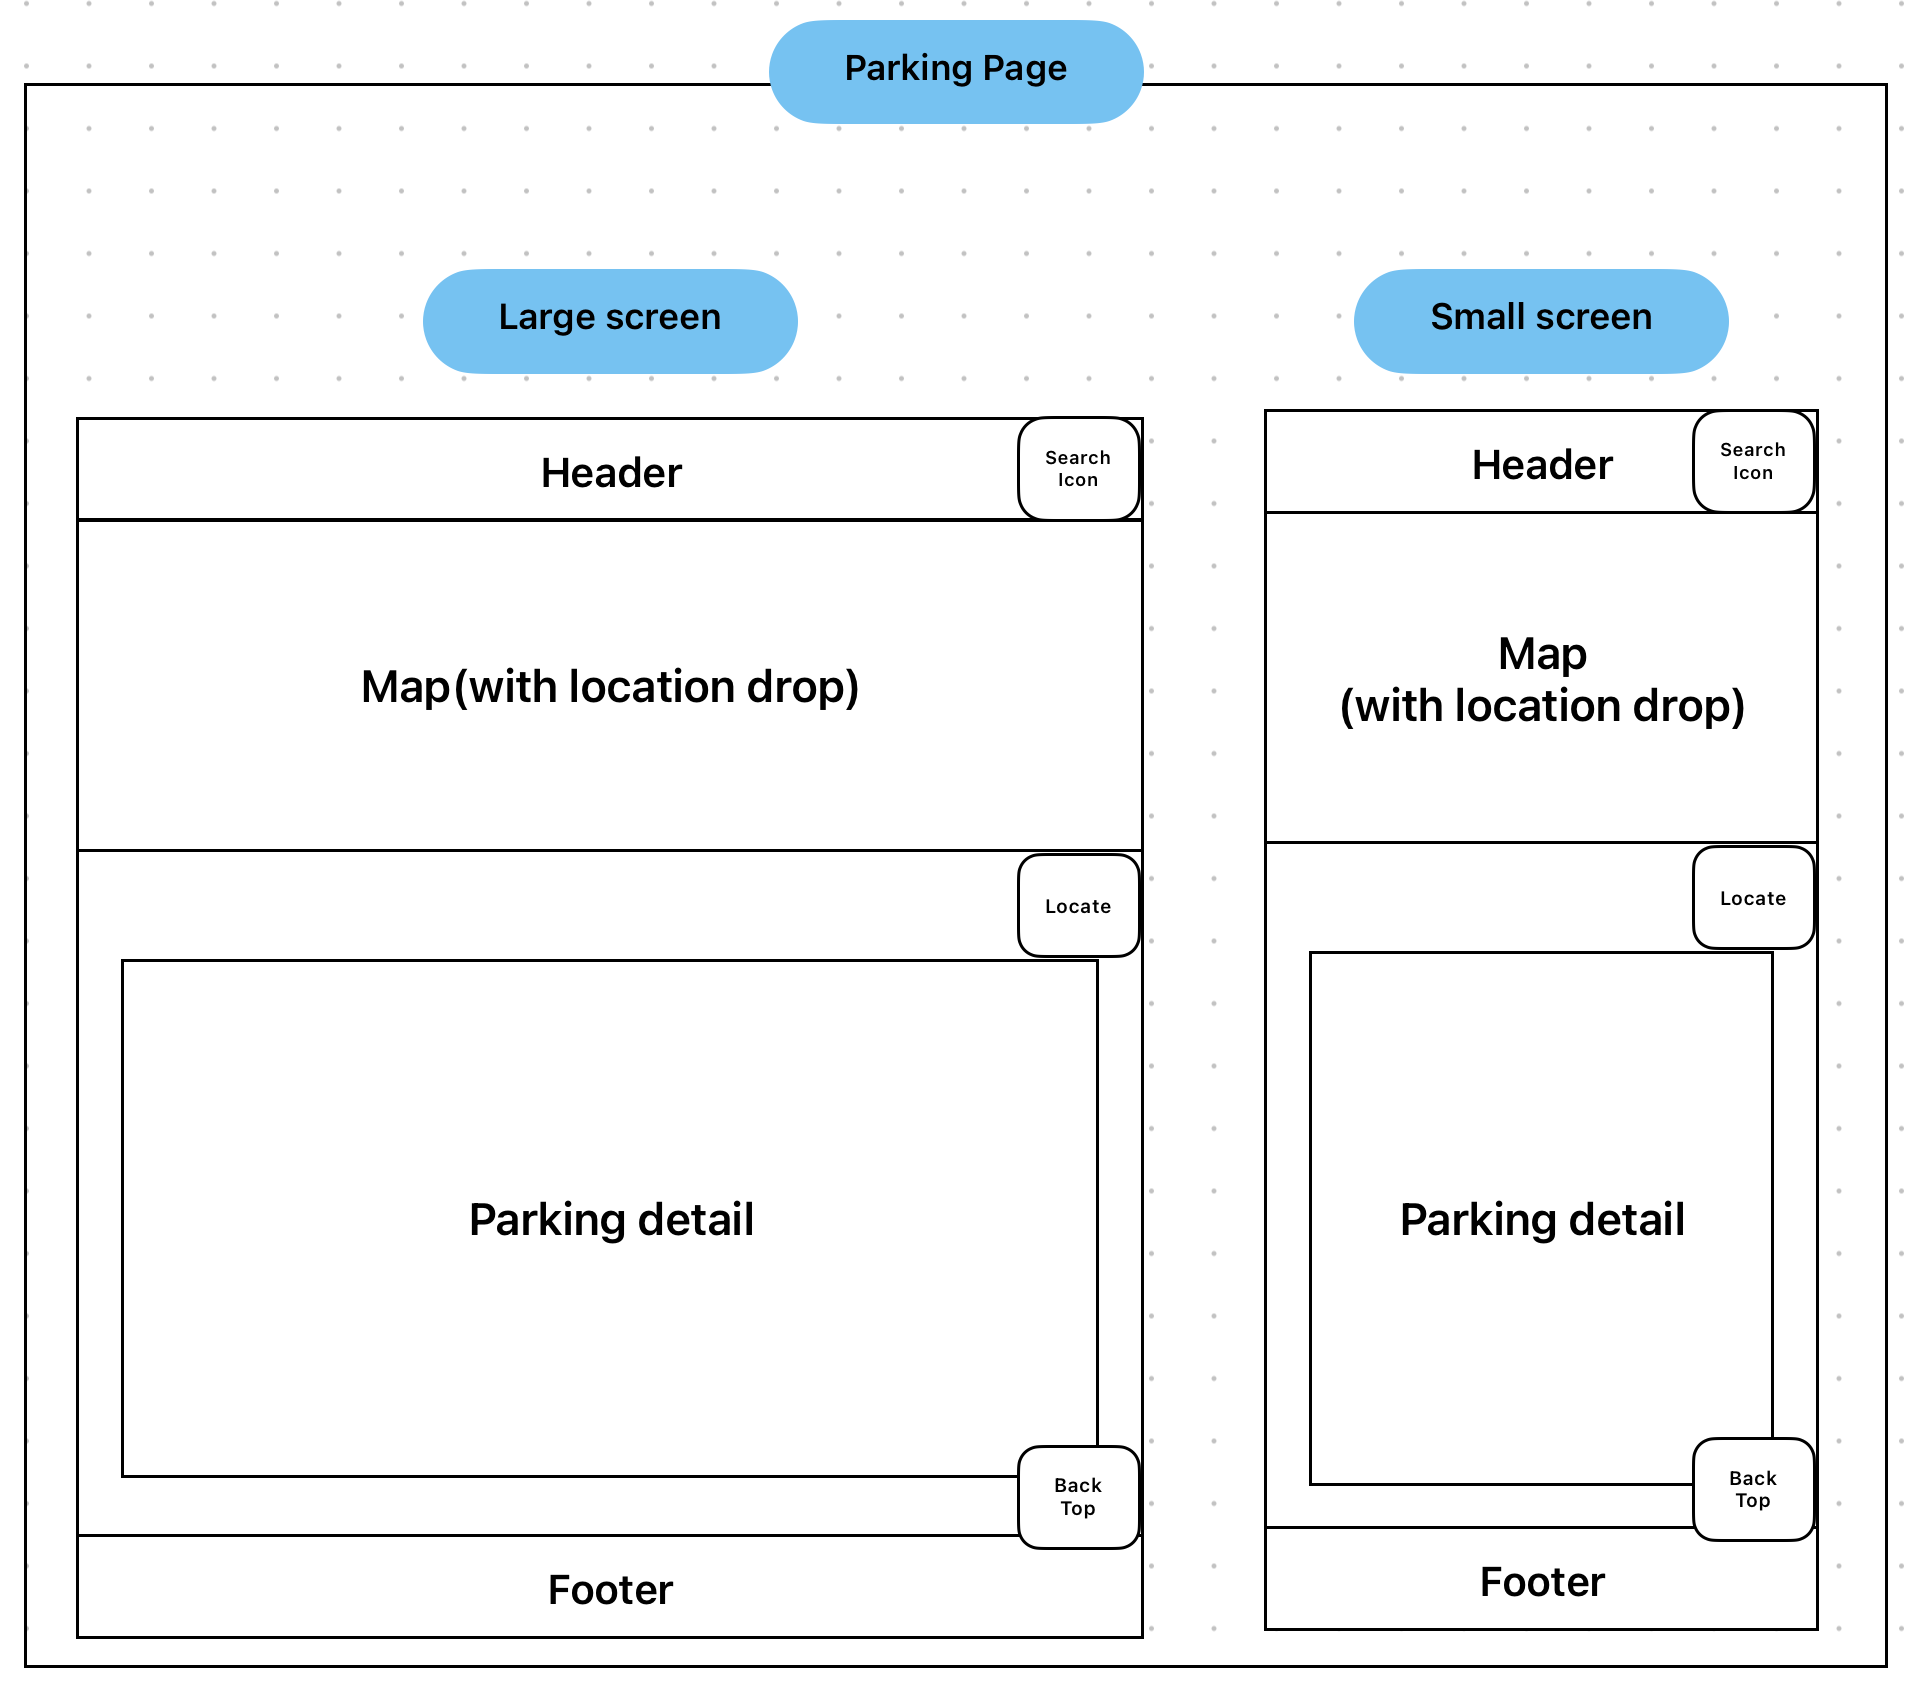 Parking Page
Large screen
Header
Search
Icon
Map(with location drop)
Locate
Parking detail
Back
Top
Footer
Small screen
Header
Search
Icon
Map
(with location drop)
Locate
Parking detail
Back
Top
Footer